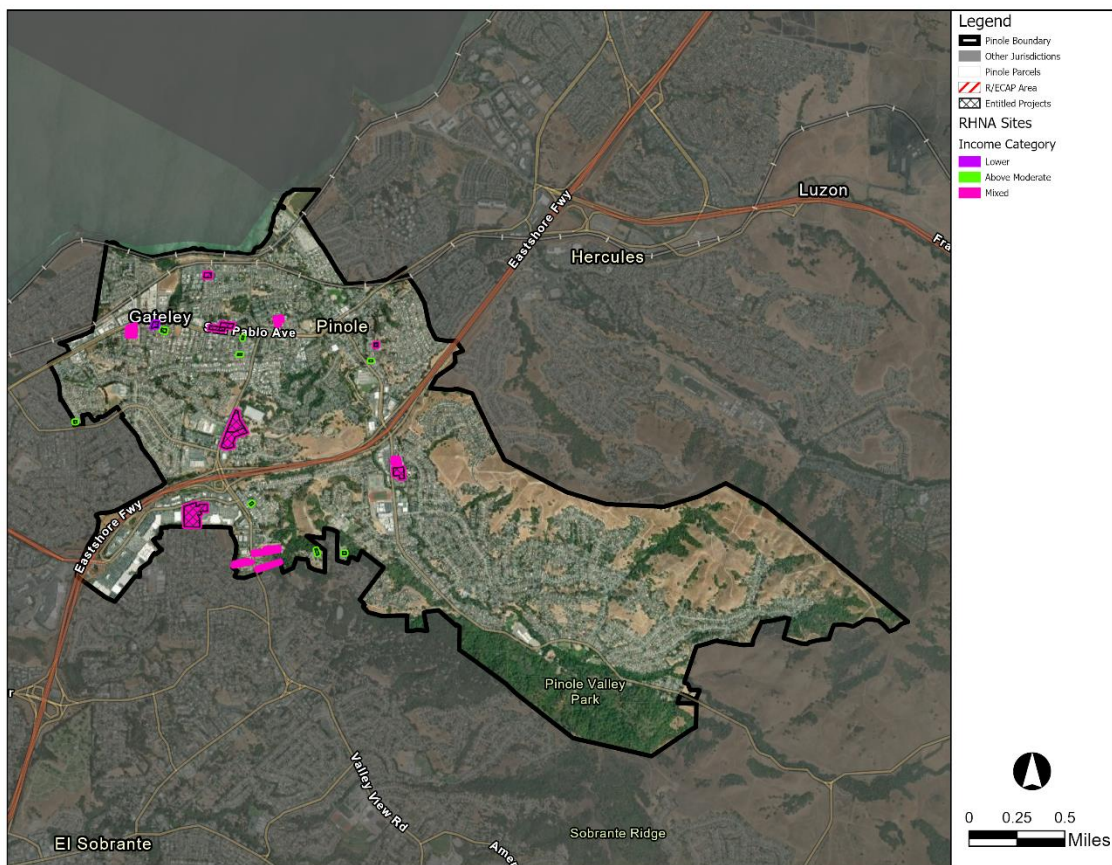 Legend
Pinole Boundary
Other Jurisdictions
Pinole Parcels
R/ECAP Area
Entitled Projects
RHNA Sites
Income Category
Lower
Above Moderate
Mixed
Luzon
Fra
Eastshore Fwy
Hercules
Gateley
Pablo Ave
Pinole
Eastshore Fwy
Pinole Valley
Park
Valley View Rd
Sobrante Ridge
El Sobrante
Amer
0 0.25 0.5
Miles